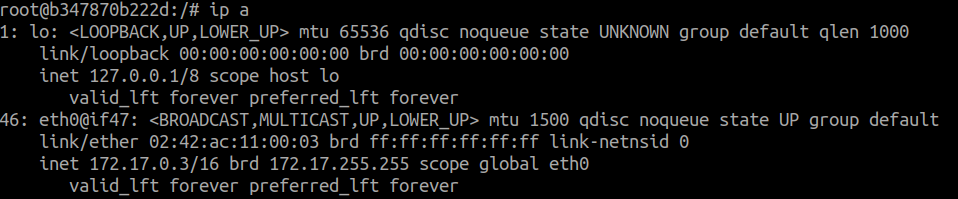 root@b347870b222d:/# ip a
1: lo: <LOOPBACK,UP,LOWER_UP> mtu 65536 qdisc noqueue state UNKNOWN group default qlen 1000
    link/loopback 00:00:00:00:00:00 brd 00:00:00:00:00:00
    inet 127.0.0.1/8 scope host lo
       valid_lft forever preferred_lft forever
46: eth0@if47: <BROADCAST,MULTICAST,UP,LOWER_UP> mtu 1500 qdisc noqueue state UP group default
    link/ether 02:42:ac:11:00:03 brd ff:ff:ff:ff:ff:ff link-netnsid 0
    inet 172.17.0.3/16 brd 172.17.255.255 scope global eth0
       valid_lft forever preferred_lft forever